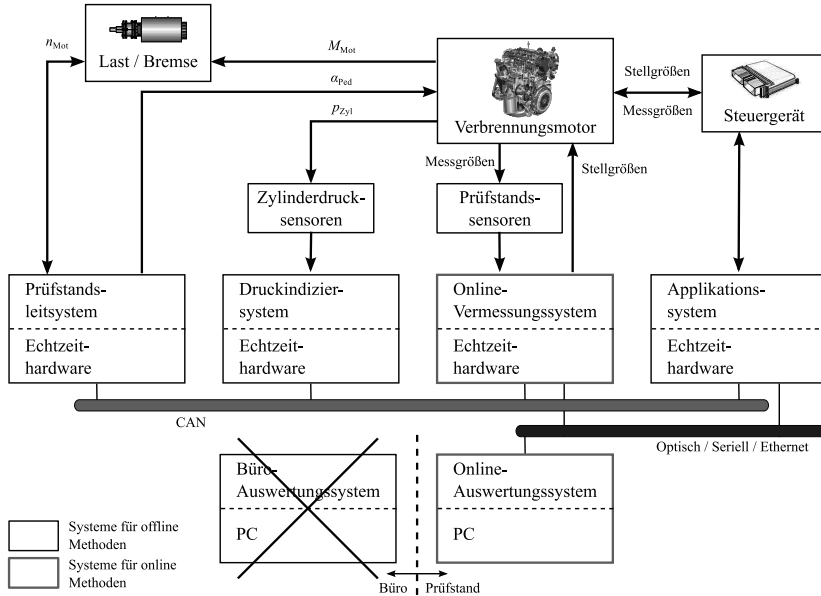 n_Mot
Last / Bremse
M_Mot
α_Ped
p_Zyl
Verbrennungsmotor
Stellgrößen
Messgrößen
Steuergerät
Messgrößen
Stellgrößen
Zylinderdruck-
sensoren
Prüfstands-
sensoren
Prüfstands-
leitsystem
Echtzeit-
hardware
Druckindizier-
system
Echtzeit-
hardware
Online-
Vermessungssystem
Echtzeit-
hardware
Applikations-
system
Echtzeit-
hardware
CAN
Optisch / Seriell / Ethernet
Büro-
Auswertungssystem
PC
Online-
Auswertungssystem
PC
Systeme für offline
Methoden
Systeme für online
Methoden
Büro
Prüfstand